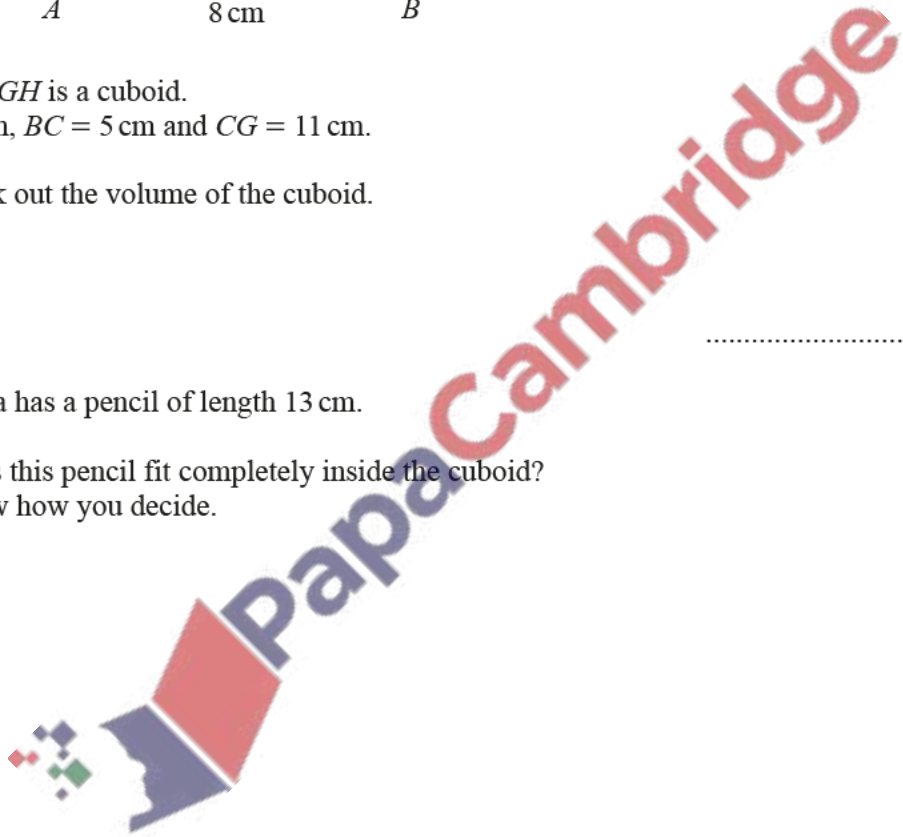 A 8 cm B
GH is a cuboid.
, BC = 5 cm and CG = 11 cm.
out the volume of the cuboid.
........................
has a pencil of length 13 cm.
this pencil fit completely inside the cuboid?
how you decide.
PapaCambridge